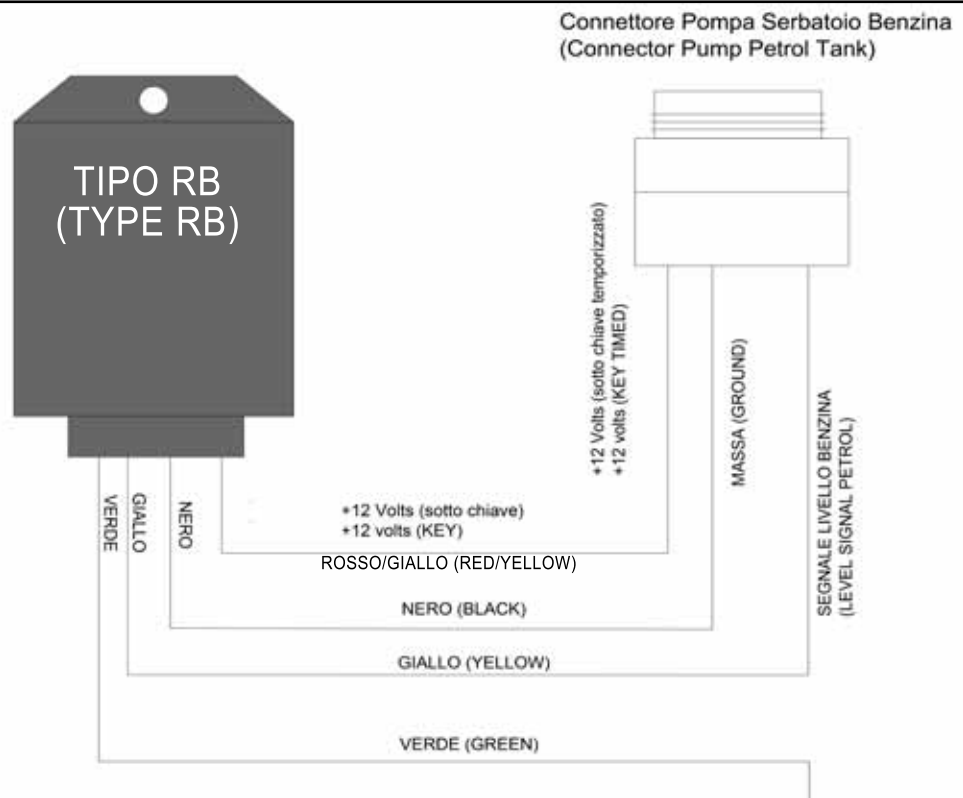 Connettore Pompa Serbatoio Benzina
(Connector Pump Petrol Tank)
TIPO RB
(TYPE RB)
+12 Volts (sotto chiave temporizzato)
+12 volts (KEY TIMED)
MASSA (GROUND)
SEGNALE LIVELLO BENZINA
(LEVEL SIGNAL PETROL)
VERDE
GIALLO
NERO
+12 Volts (sotto chiave)
+12 volts (KEY)
ROSSO/GIALLO (RED/YELLOW)
NERO (BLACK)
GIALLO (YELLOW)
VERDE (GREEN)